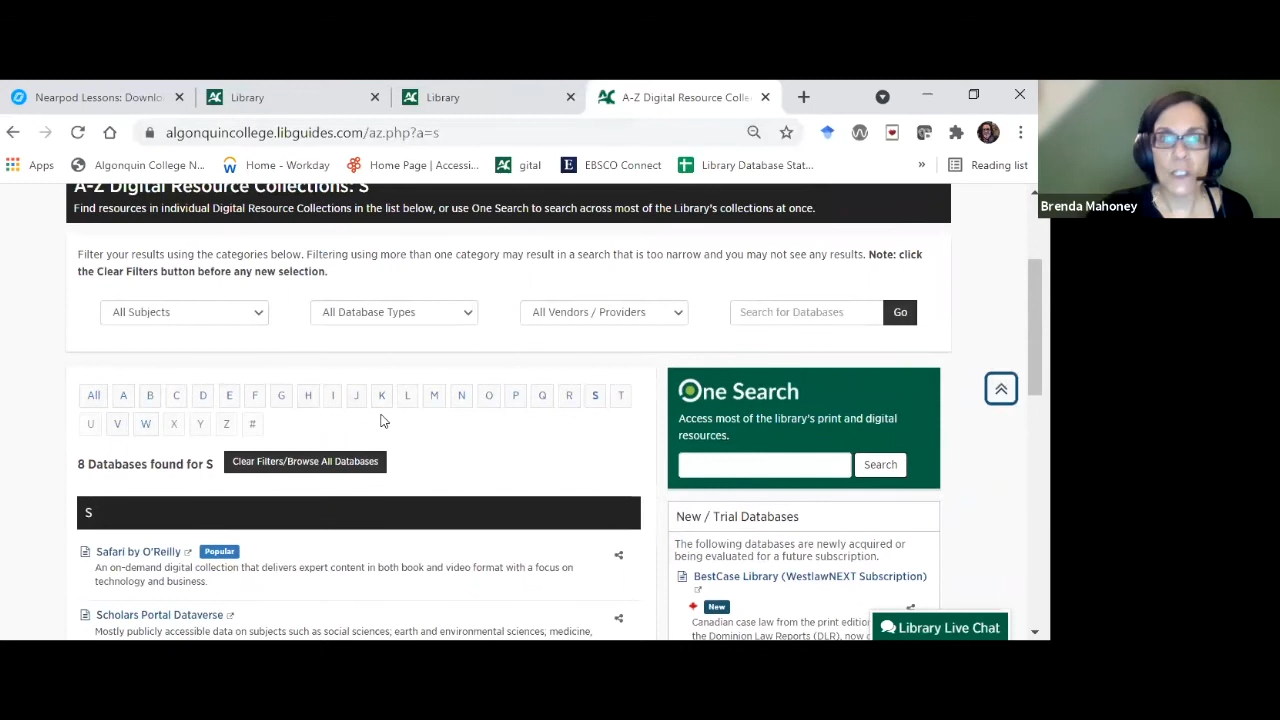 Nearpod Lessons: Downlo
Library
Library
A-Z Digital Resource Colle
algonquincollege.libguides.com/az.php?a=s
Apps
Algonquin College N...
Home - Workday
Home Page | Accessi...
gital
EBSCO Connect
Library Database Stat...
»
Reading list
Brenda Mahoney
A-Z Digital Resource Collections: S
Find resources in individual Digital Resource Collections in the list below, or use One Search to search across most of the Library's collections at once.
Filter your results using the categories below. Filtering using more than one category may result in a search that is too narrow and you may not see any results. Note: click
the Clear Filters button before any new selection.
All Subjects
All Database Types
All Vendors / Providers
Search for Databases
Go
All A B C D E F G H I J K L M N O P Q R S T
U V W X Y Z #
8 Databases found for S
Clear Filters/Browse All Databases
S
Safari by O'Reilly Popular
An on-demand digital collection that delivers expert content in both book and video format with a focus on
technology and business.
Scholars Portal Dataverse
Mostly publicly accessible data on subjects such as social sciences; earth and environmental sciences; medicine,
One Search
Access most of the library's print and digital
resources.
Search
New / Trial Databases
The following databases are newly acquired or
being evaluated for a future subscription.
BestCase Library (WestlawNEXT Subscription)
New
Canadian case law from the print edition
the Dominion Law Reports (DLR), now
Library Live Chat